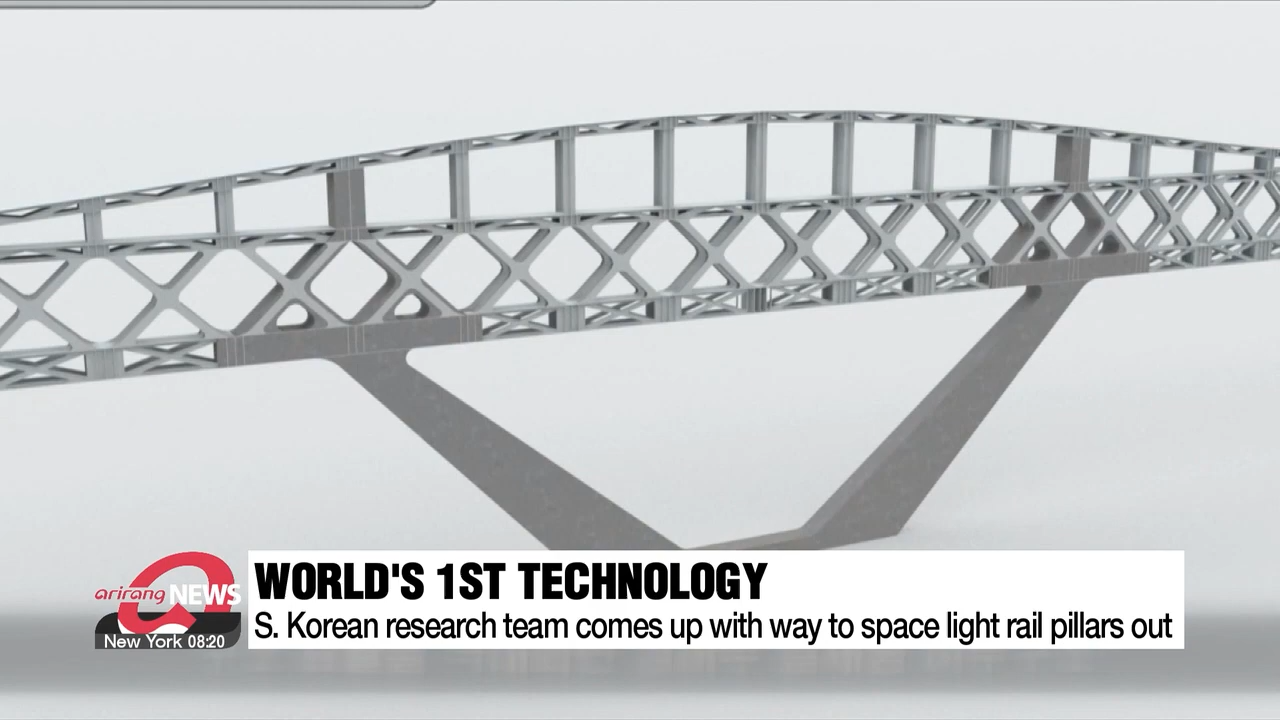 WORLD'S 1ST TECHNOLOGY
arirang NEWS
S. Korean research team comes up with way to space light rail pillars out
New York 08:20